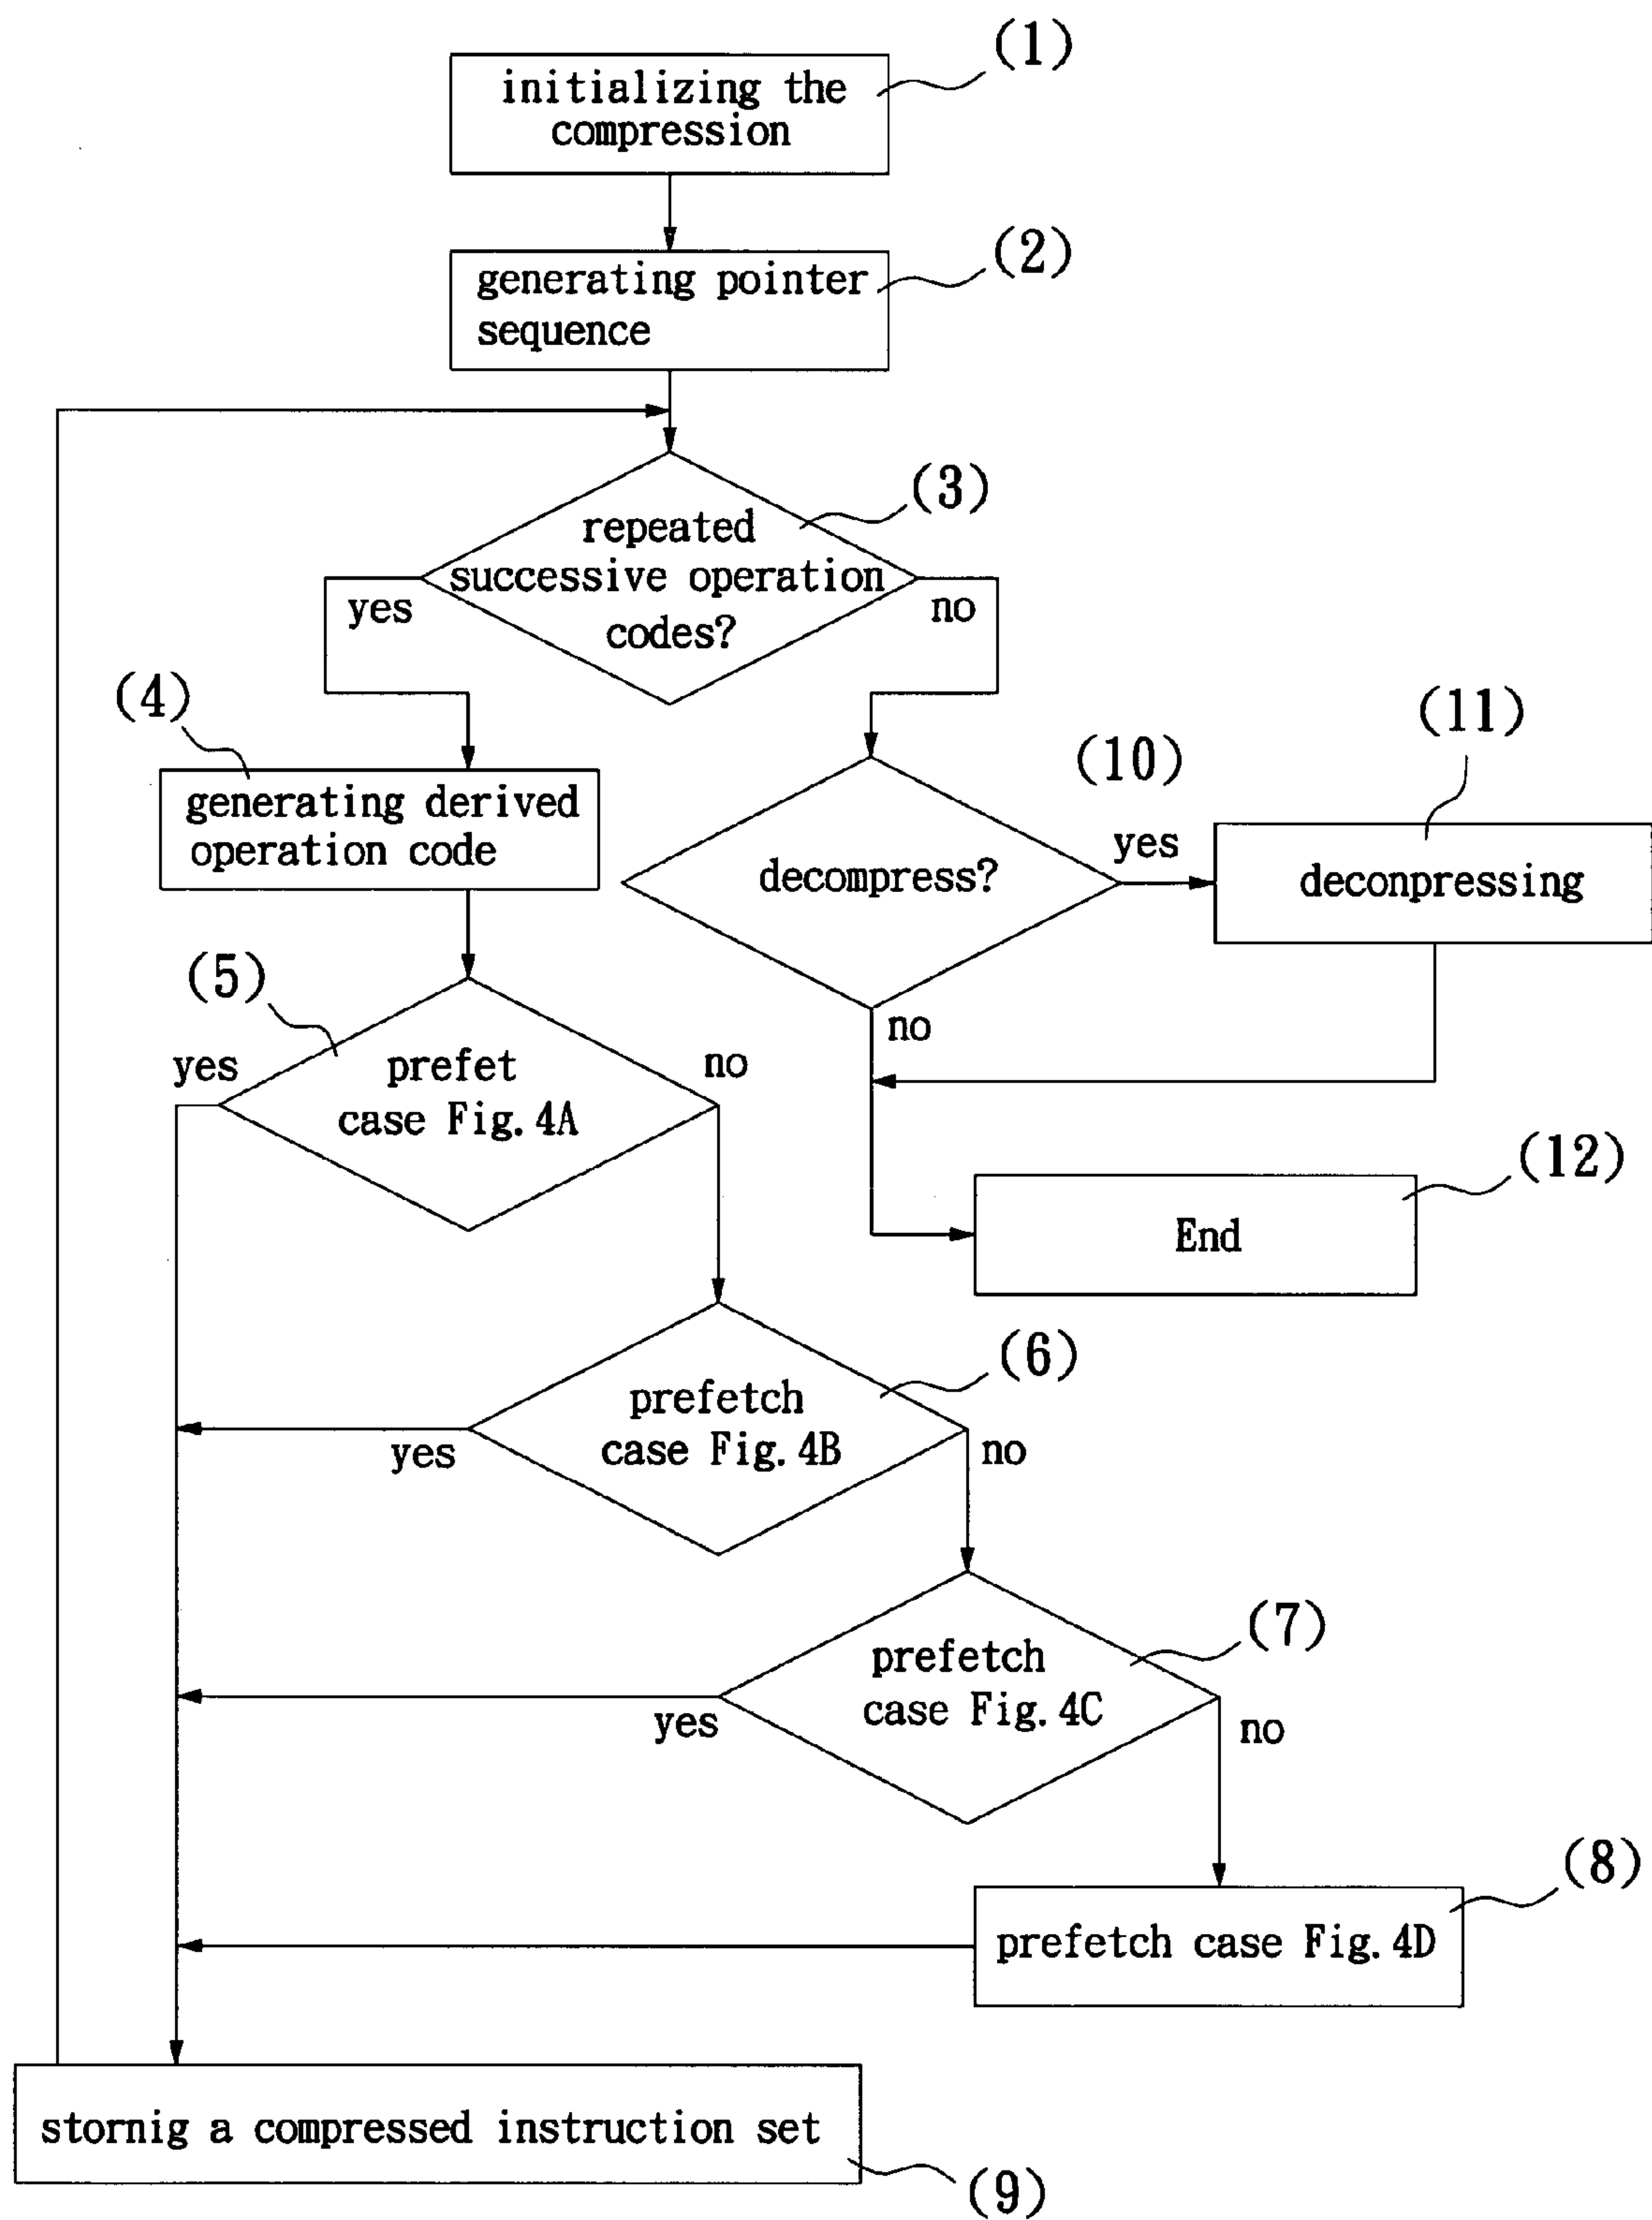 (1)
initializing the
compression
(2)
generating pointer
sequence
(3)
repeated
successive operation
codes?
yes
no
(4)
generating derived
operation code
(10)
decompress?
yes
no
(11)
deconpressing
(5)
prefet
case Fig. 4A
yes
no
(12)
End
(6)
prefetch
case Fig. 4B
yes
no
(7)
prefetch
case Fig. 4C
yes
no
(8)
prefetch case Fig. 4D
stornig a compressed instruction set
(9)